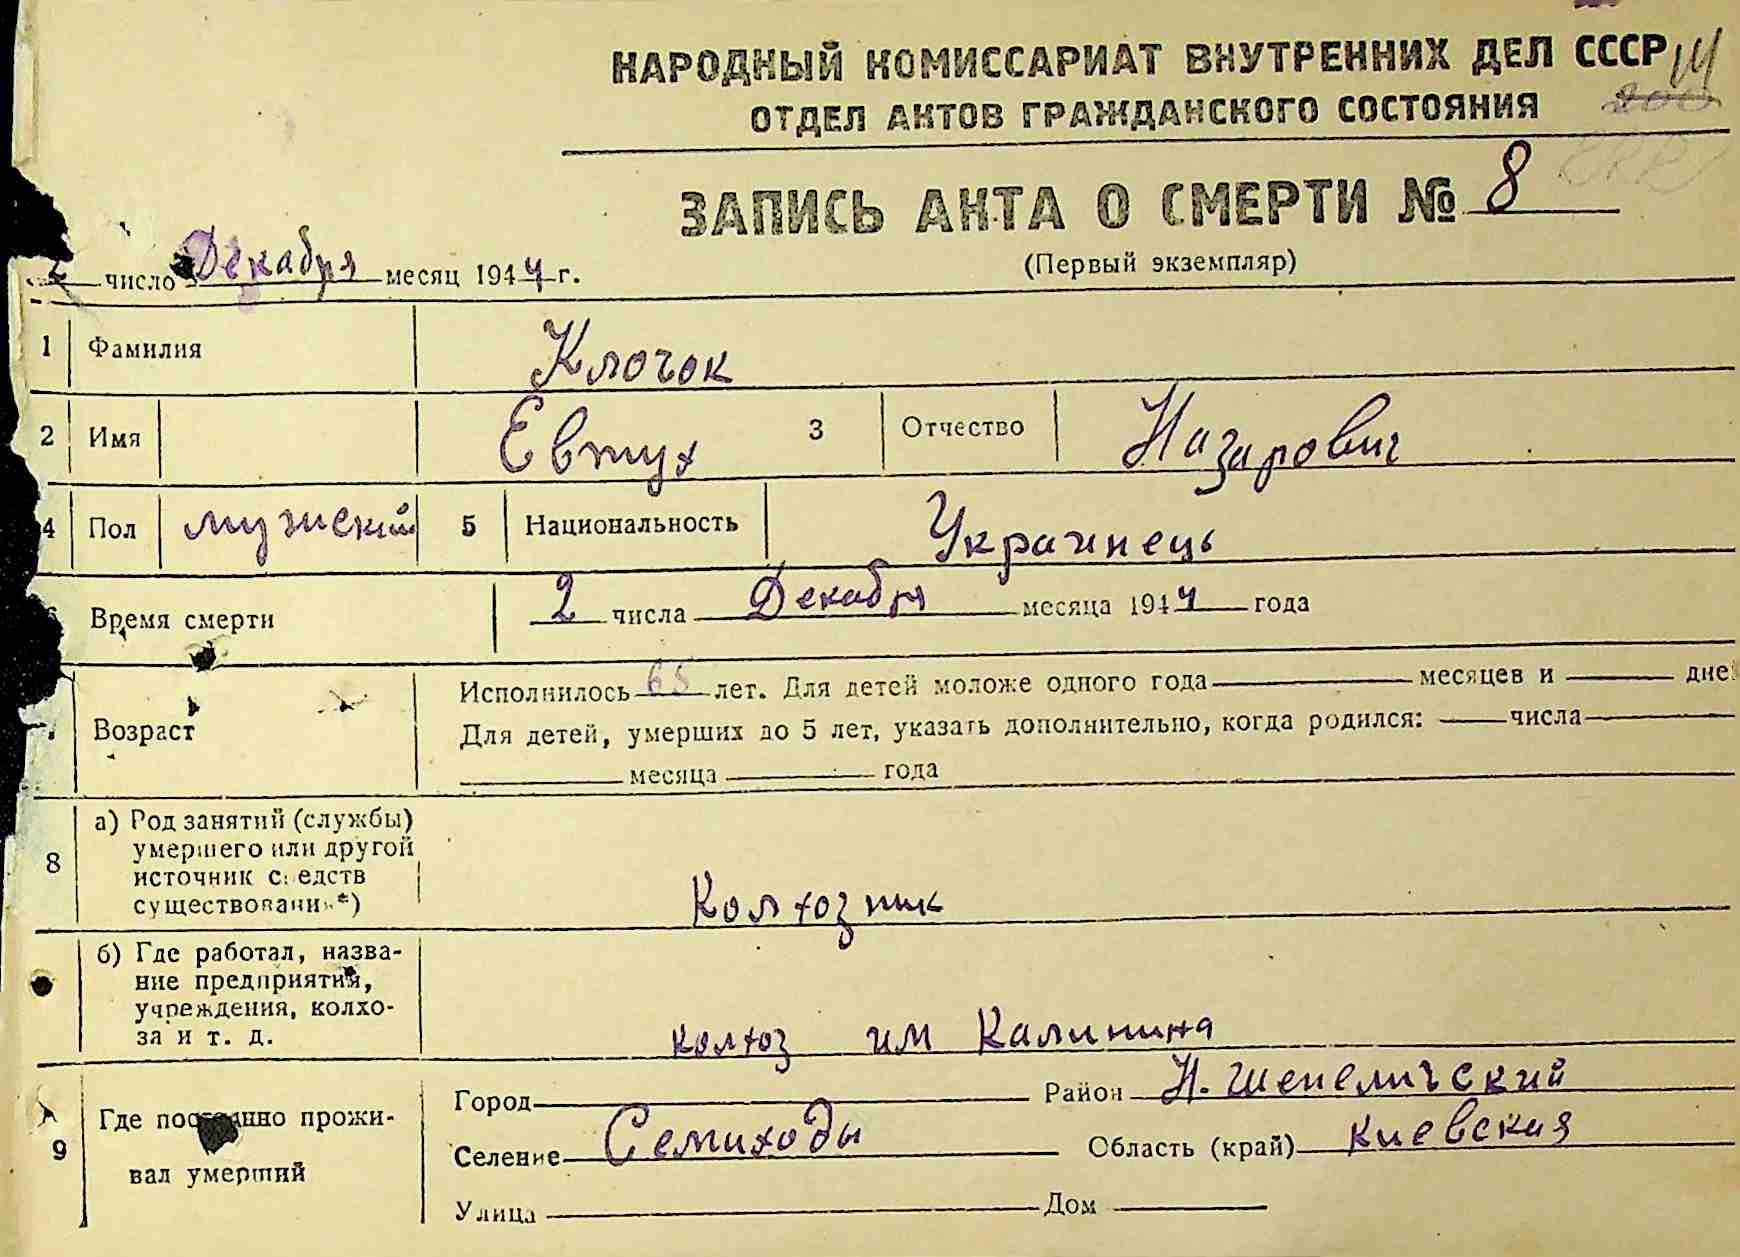 НАРОДНЫЙ КОМИССАРИАТ ВНУТРЕННИХ ДЕЛ СССР
ОТДЕЛ АКТОВ ГРАЖДАНСКОГО СОСТОЯНИЯ
ЗАПИСЬ АКТА О СМЕРТИ № 8
(Первый экземпляр)
число Декабря месяц 1944 г.
1 Фамилия Клочок
2 Имя Евтух 3 Отчество Назарович
4 Пол мужский 5 Национальность Украинець
Время смерти 2 числа Декабря месяца 1944 года
Возраст Исполнилось 65 лет. Для детей моложе одного года месяцев и дне
Для детей, умерших до 5 лет, указать дополнительно, когда родился: числа
месяца года
8 а) Род занятий (службы)
умершего или другой
источник средств
существования*) Колхозник
б) Где работал, назва-
ние предприятия,
учреждения, колхо-
за и т. д. колхоз им Калинина
9 Где постоянно прожи-
вал умерший
Город Район Н. Шепеличский
Селение Семиходы Область (край) Киевская
Улица Дом